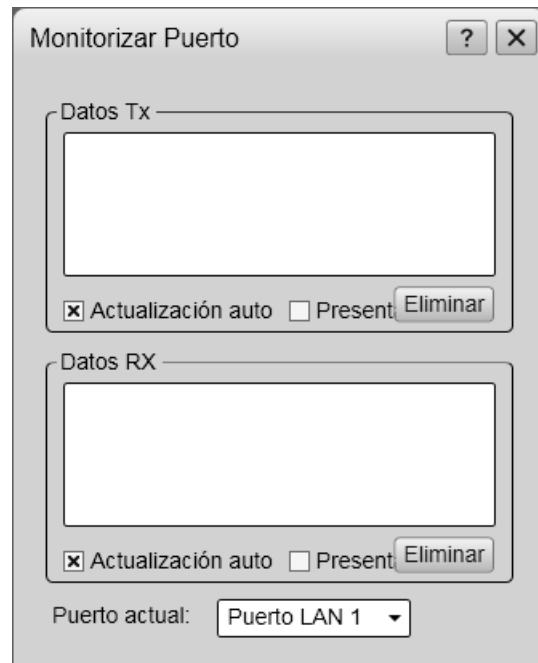 Monitorizar Puerto ? X
Datos Tx
Actualización auto Present Eliminar
Datos RX
Actualización auto Present Eliminar
Puerto actual: Puerto LAN 1